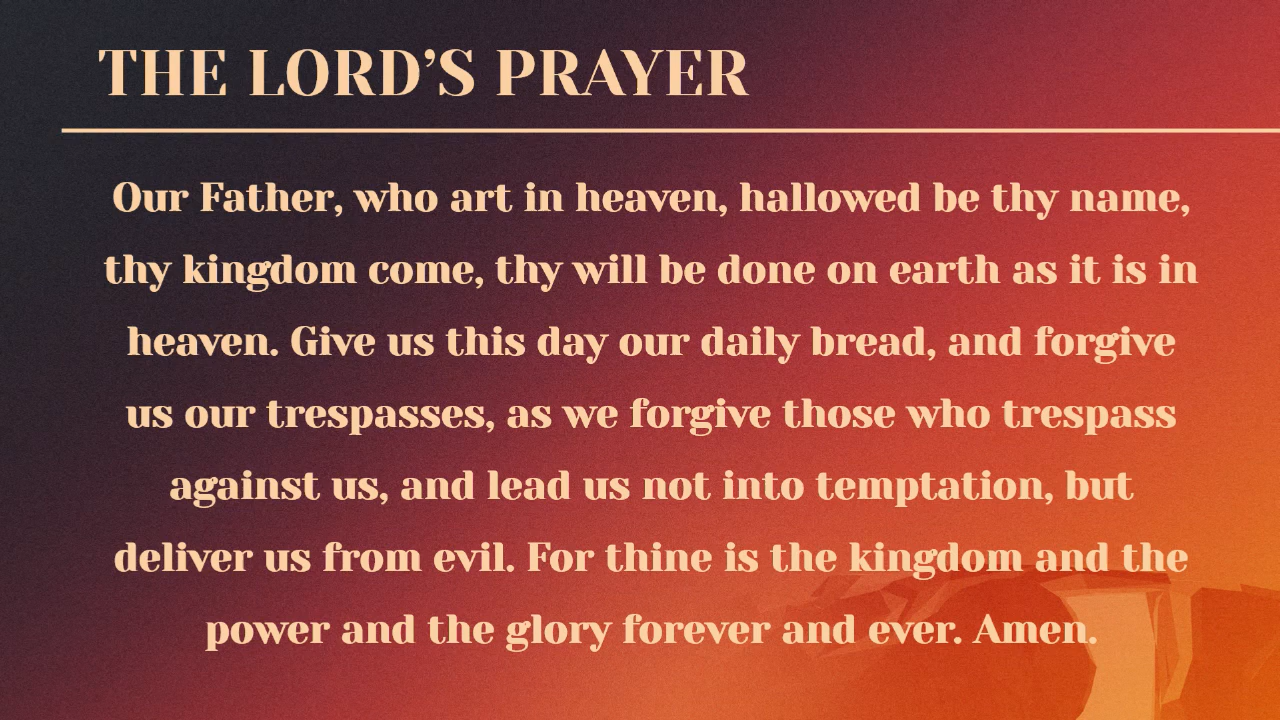 THE LORD’S PRAYER
Our Father, who art in heaven, hallowed be thy name,
thy kingdom come, thy will be done on earth as it is in
heaven. Give us this day our daily bread, and forgive
us our trespasses, as we forgive those who trespass
against us, and lead us not into temptation, but
deliver us from evil. For thine is the kingdom and the
power and the glory forever and ever. Amen.